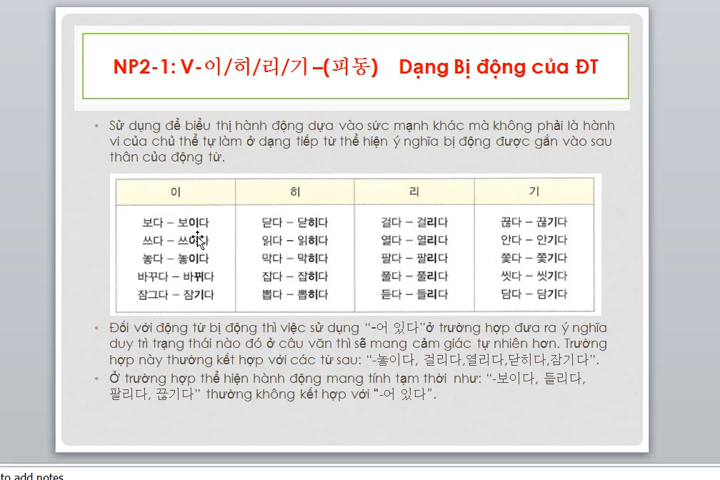 NP2-1: V-이/히/리/기 –(피동) Dạng Bị động của ĐT
• Sử dụng để biểu thị hành động dựa vào sức mạnh khác mà không phải là hành
vi của chủ thể tự làm ở dạng tiếp từ thể hiện ý nghĩa bị động được gắn vào sau
thân của động từ.
이 히 리 기
보다 – 보이다 닫다 – 닫히다 걸다 – 걸리다 끊다 – 끊기다
쓰다 – 쓰이다 읽다 – 읽히다 열다 – 열리다 안다 – 안기다
놓다 – 놓이다 막다 – 막히다 팔다 – 팔리다 쫓다 – 쫓기다
바꾸다 – 바뀌다 잡다 – 잡히다 풀다 – 풀리다 씻다 – 씻기다
잠그다 – 잠기다 뽑다 – 뽑히다 듣다 – 들리다 담다 – 담기다
• Đối với động từ bị động thì việc sử dụng "-어 있다"ở trường hợp đưa ra ý nghĩa
duy trì trạng thái nào đó ở câu văn thì sẽ mang cảm giác tự nhiên hơn. Trường
hợp này thường kết hợp với các từ sau: "-놓이다, 걸리다,열리다,닫히다,잠기다".
• Ở trường hợp thể hiện hành động mang tính tạm thời như: "-보이다, 들리다,
팔리다, 끊기다" thường không kết hợp với "-어 있다".
to add notes